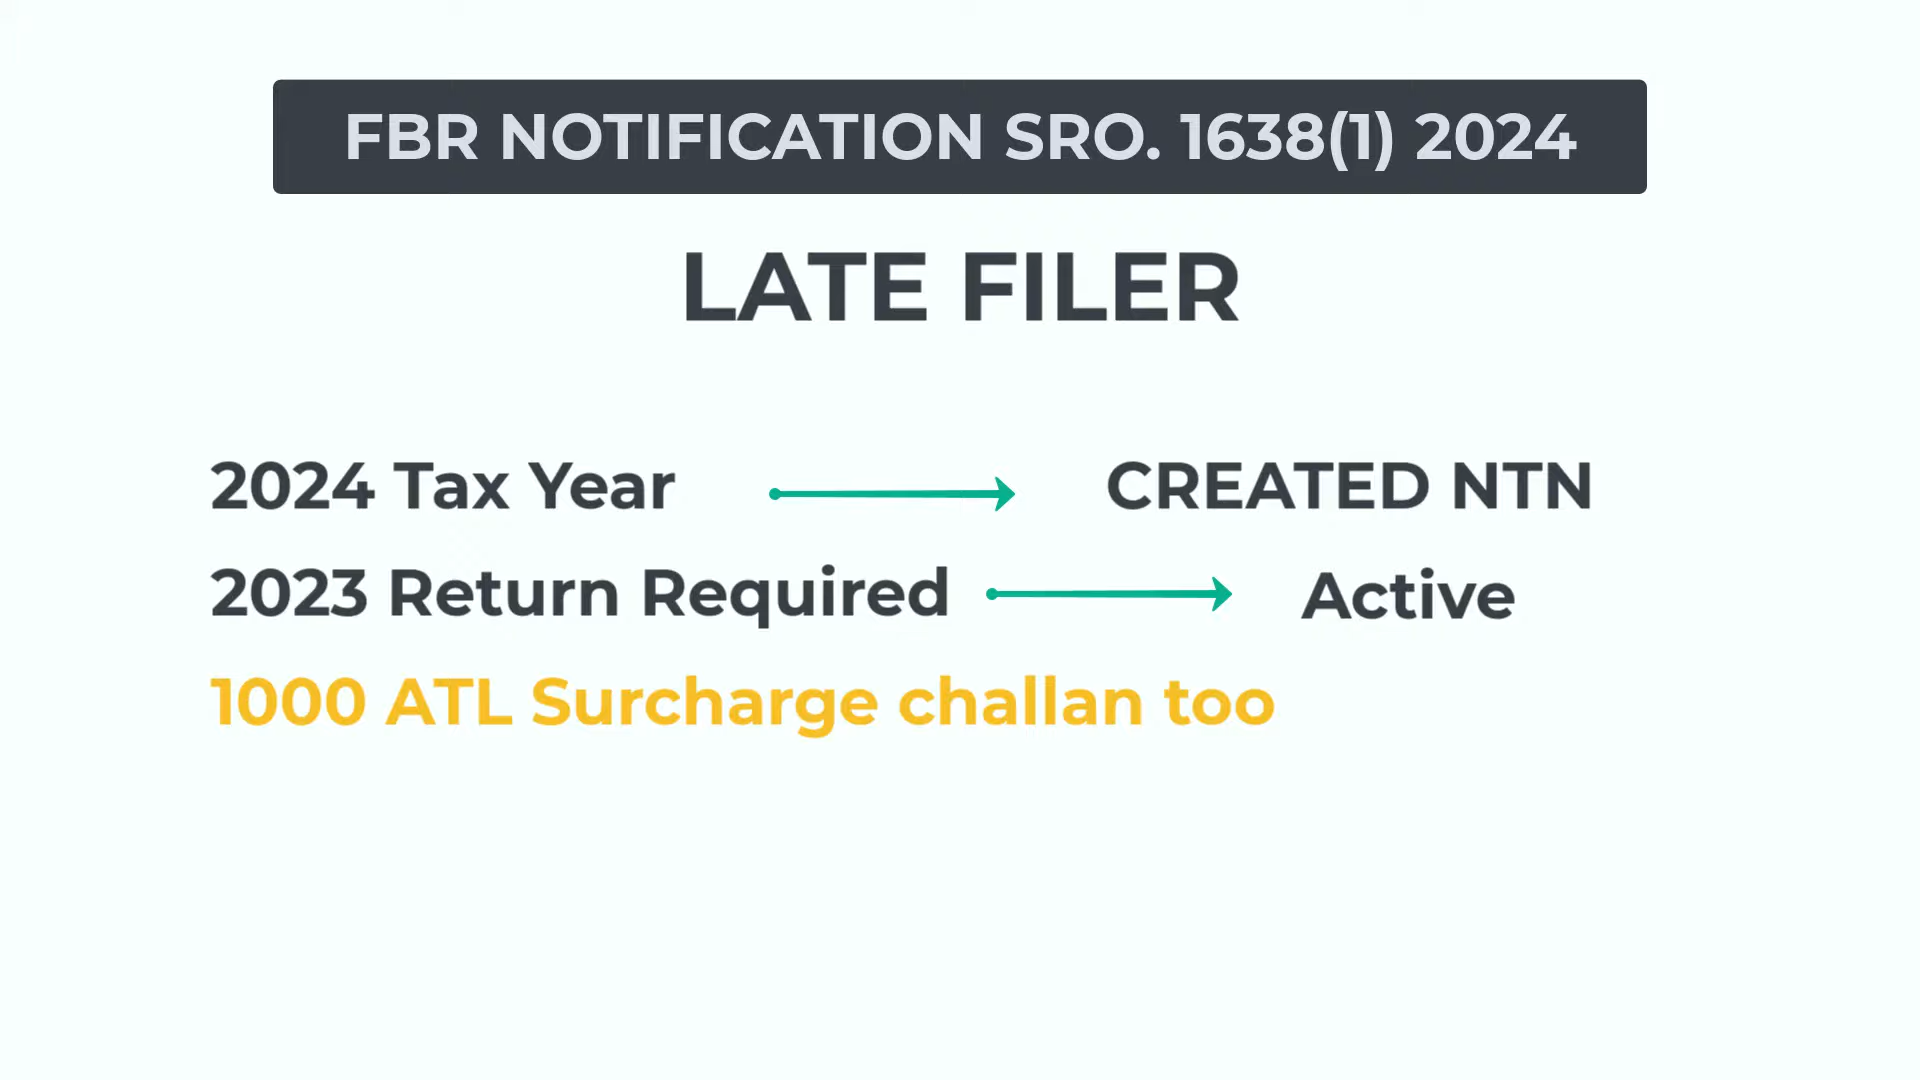 FBR NOTIFICATION SRO. 1638(1) 2024
LATE FILER
2024 Tax Year CREATED NTN
2023 Return Required Active
1000 ATL Surcharge challan too